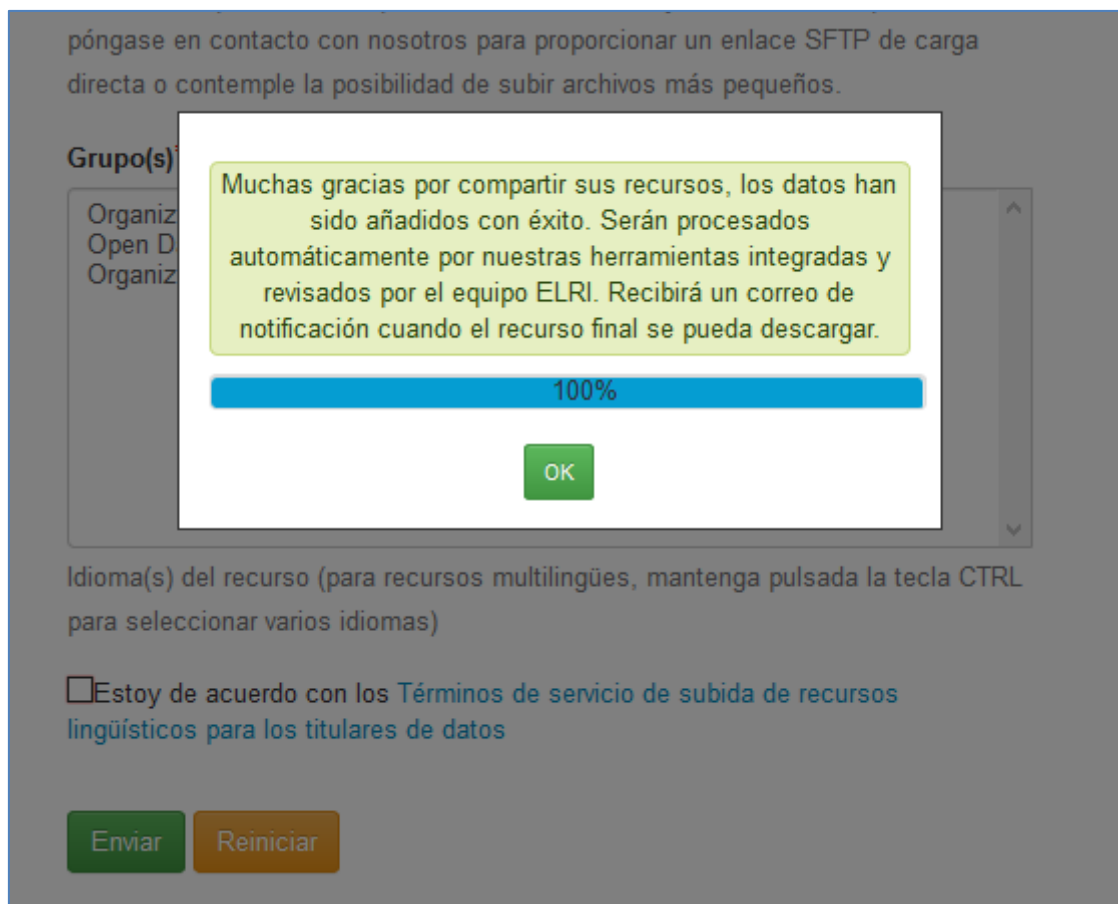 póngase en contacto con nosotros para proporcionar un enlace SFTP de carga
directa o contemple la posibilidad de subir archivos más pequeños.
Grupo(s)
Organiz
Open D
Organiz
Muchas gracias por compartir sus recursos, los datos han
sido añadidos con éxito. Serán procesados
automáticamente por nuestras herramientas integradas y
revisados por el equipo ELRI. Recibirá un correo de
notificación cuando el recurso final se pueda descargar.
100%
OK
Idioma(s) del recurso (para recursos multilingües, mantenga pulsada la tecla CTRL
para seleccionar varios idiomas)
Estoy de acuerdo con los Términos de servicio de subida de recursos
lingüísticos para los titulares de datos
Enviar Reiniciar